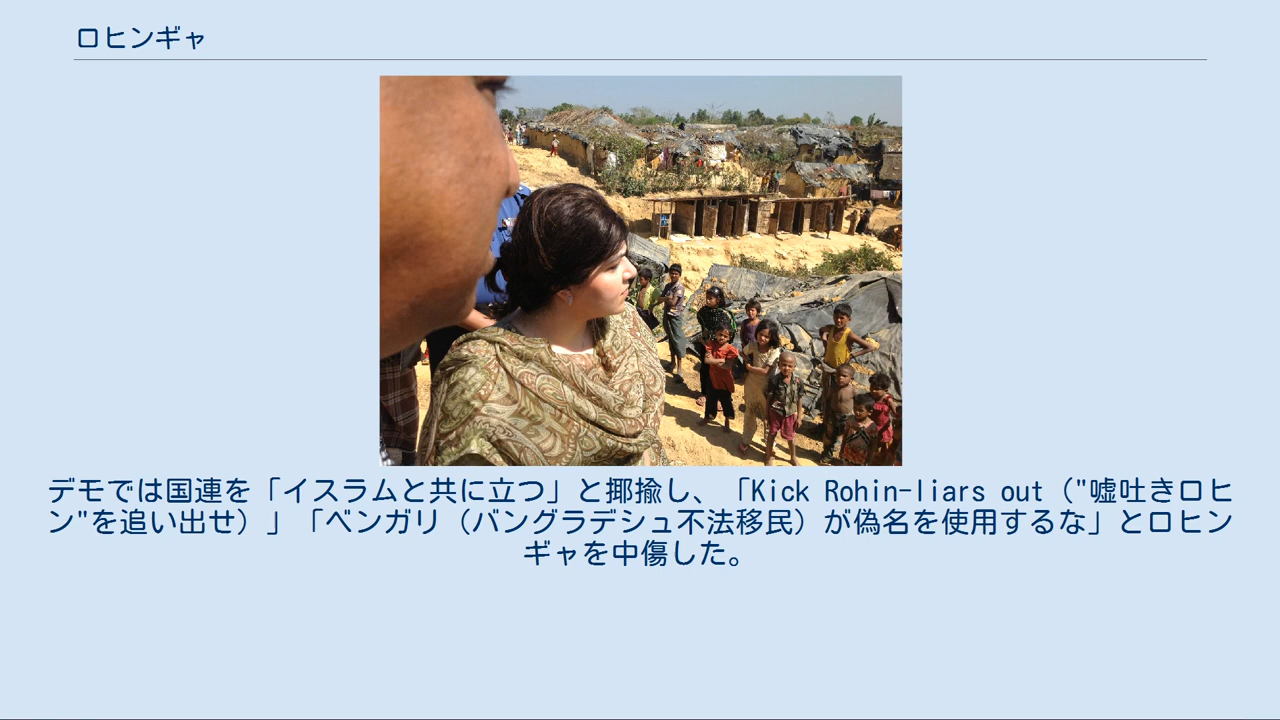 ロヒンギャ
デモでは国連を「イスラムと共に立つ」と揶揄し、「Kick Rohin-liars out（"嘘吐きロヒ
ン"を追い出せ）」「ベンガリ（バングラデシュ不法移民）が偽名を使用するな」とロヒン
ギャを中傷した。